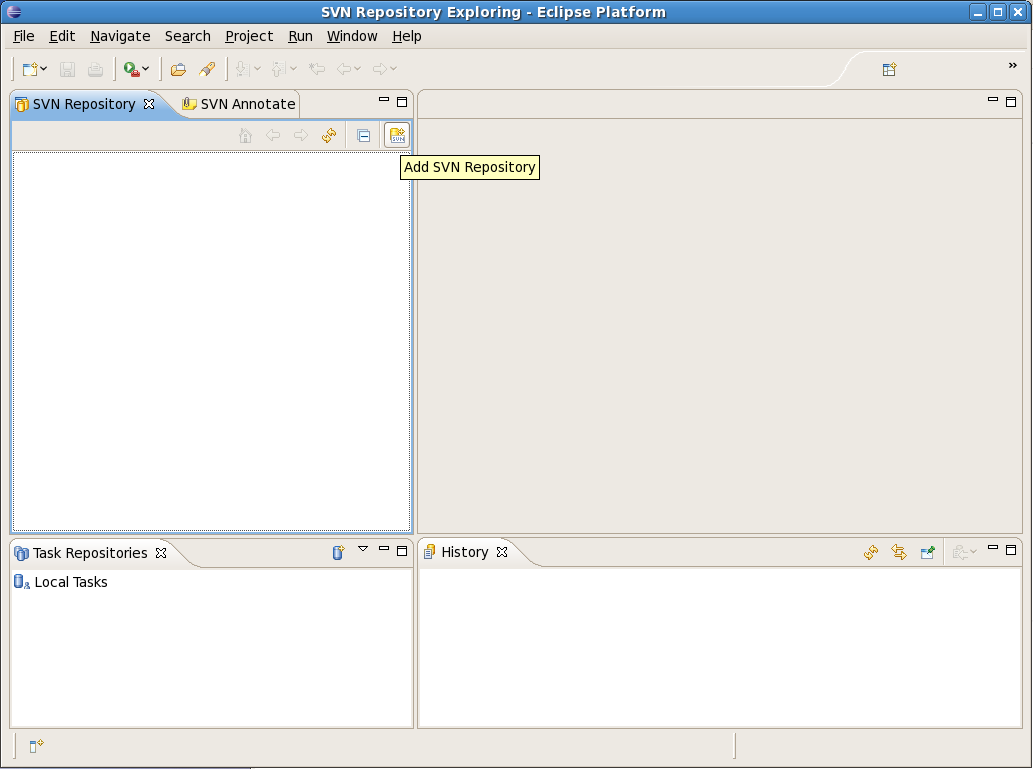 SVN Repository Exploring - Eclipse Platform
File Edit Navigate Search Project Run Window Help
»
SVN Repository SVN Annotate
SVN
Add SVN Repository
Task Repositories
History
Local Tasks